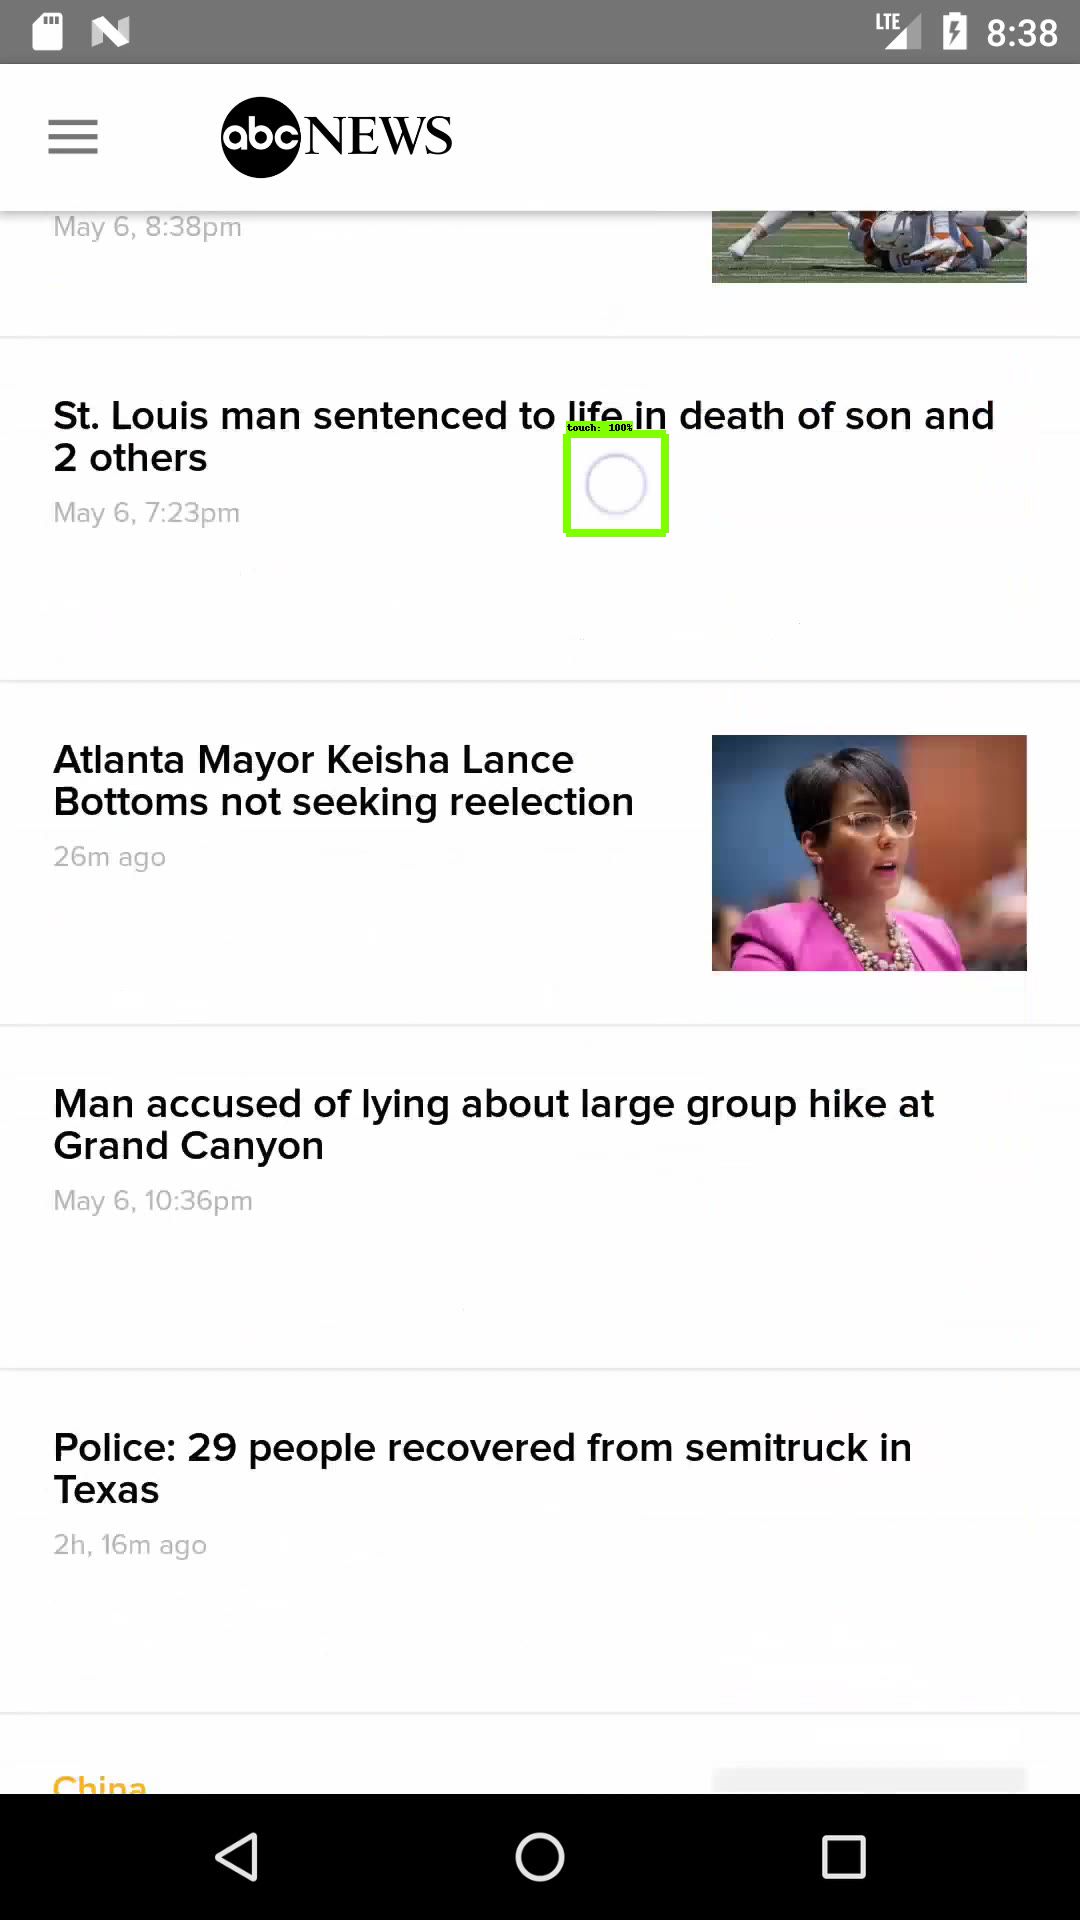 LTE 8:38
abc NEWS
May 6, 8:38pm
16
St. Louis man sentenced to life in death of son and
touch: 100%
2 others
May 6, 7:23pm
Atlanta Mayor Keisha Lance
Bottoms not seeking reelection
26m ago
Man accused of lying about large group hike at
Grand Canyon
May 6, 10:36pm
Police: 29 people recovered from semitruck in
Texas
2h, 16m ago
China